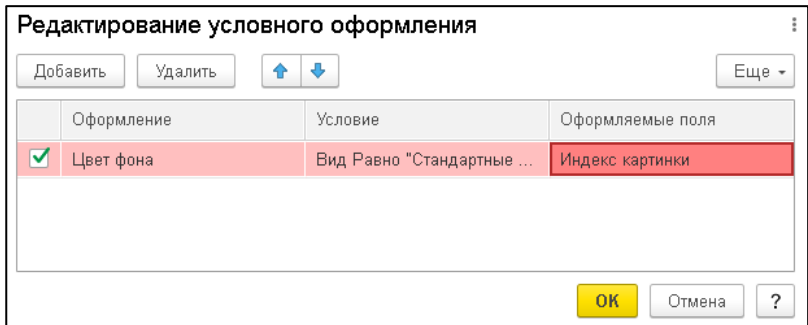 Редактирование условного оформления
Добавить Удалить Еще
Оформление Условие Оформляемые поля
Цвет фона Вид Равно "Стандартные ... Индекс картинки
ОК Отмена ?